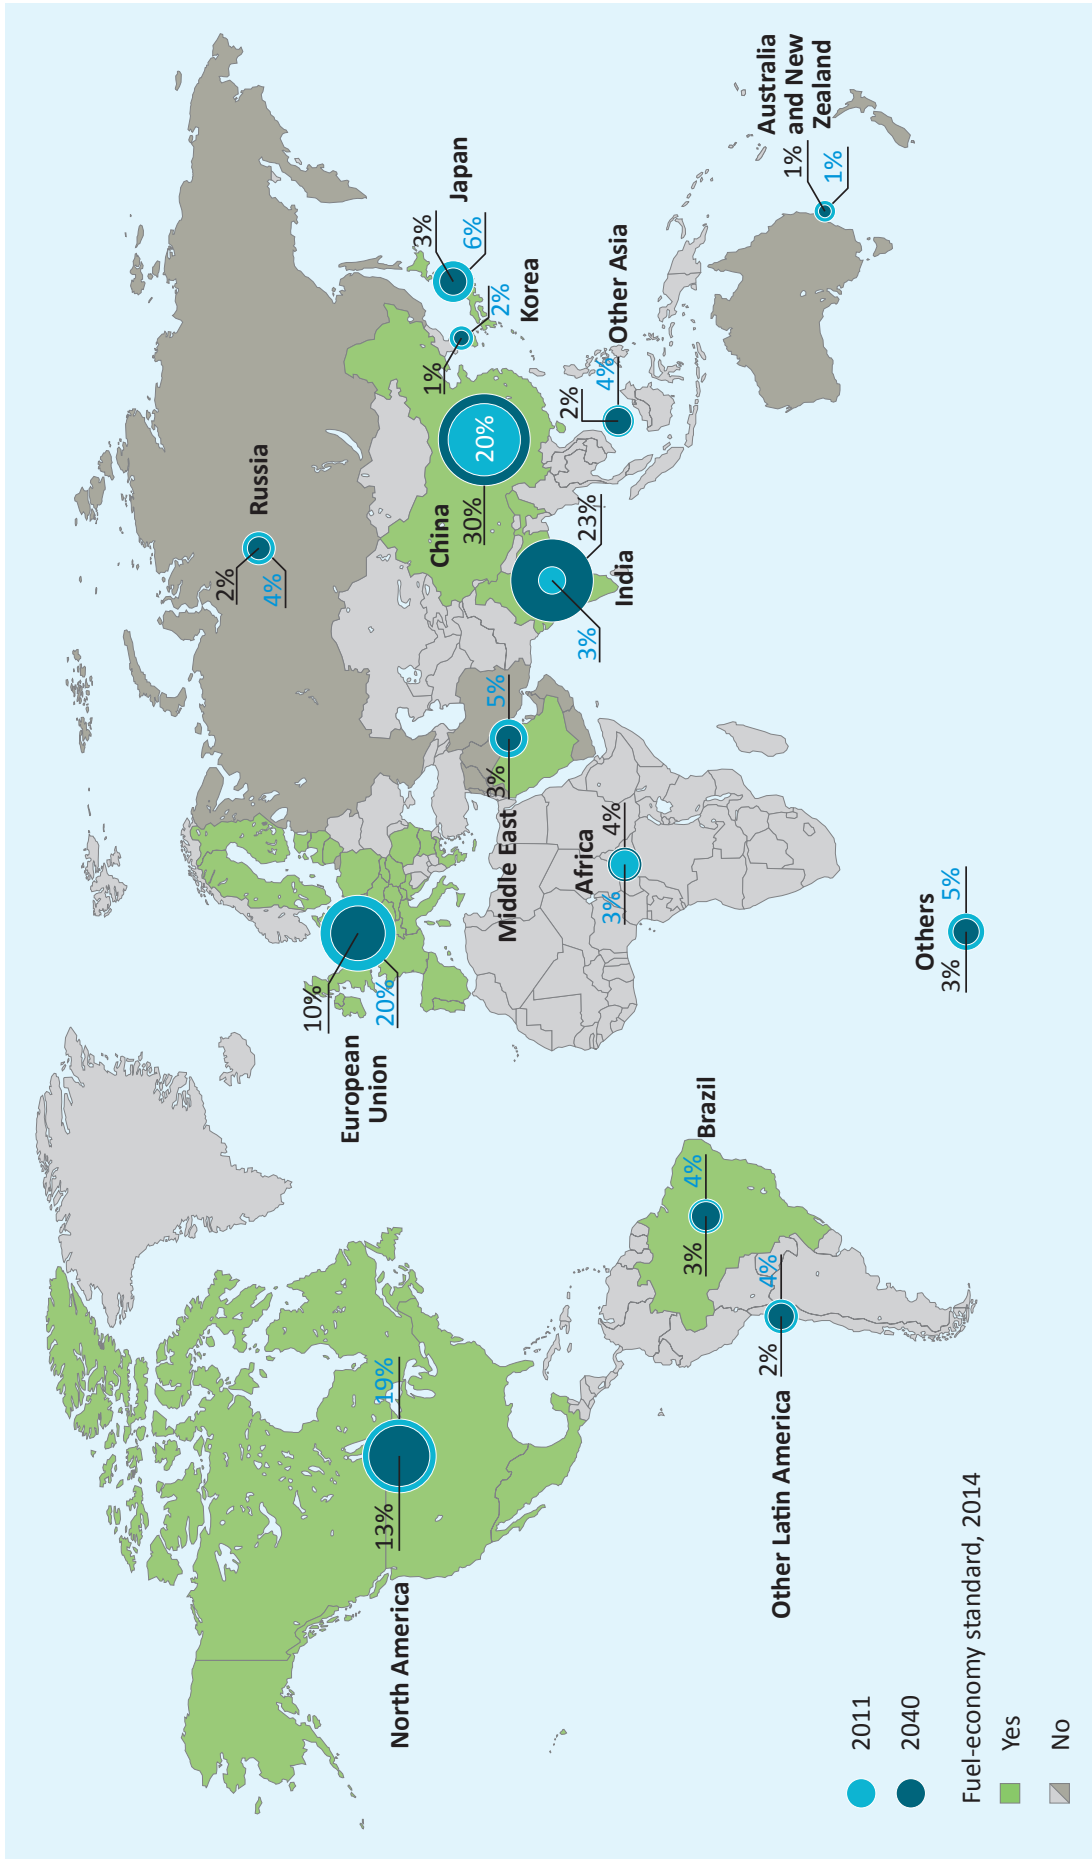 North America
13%
19%
European
Union
10%
20%
Russia
2%
4%
Japan
3%
6%
Korea
1%
2%
China
30%
20%
India
3%
23%
Other Asia
2%
4%
Australia
and New
Zealand
1%
1%
Middle East
3%
5%
Africa
3%
4%
Others
3%
5%
Brazil
3%
4%
Other Latin America
2%
4%
2011
2040
Fuel-economy standard, 2014
Yes
No